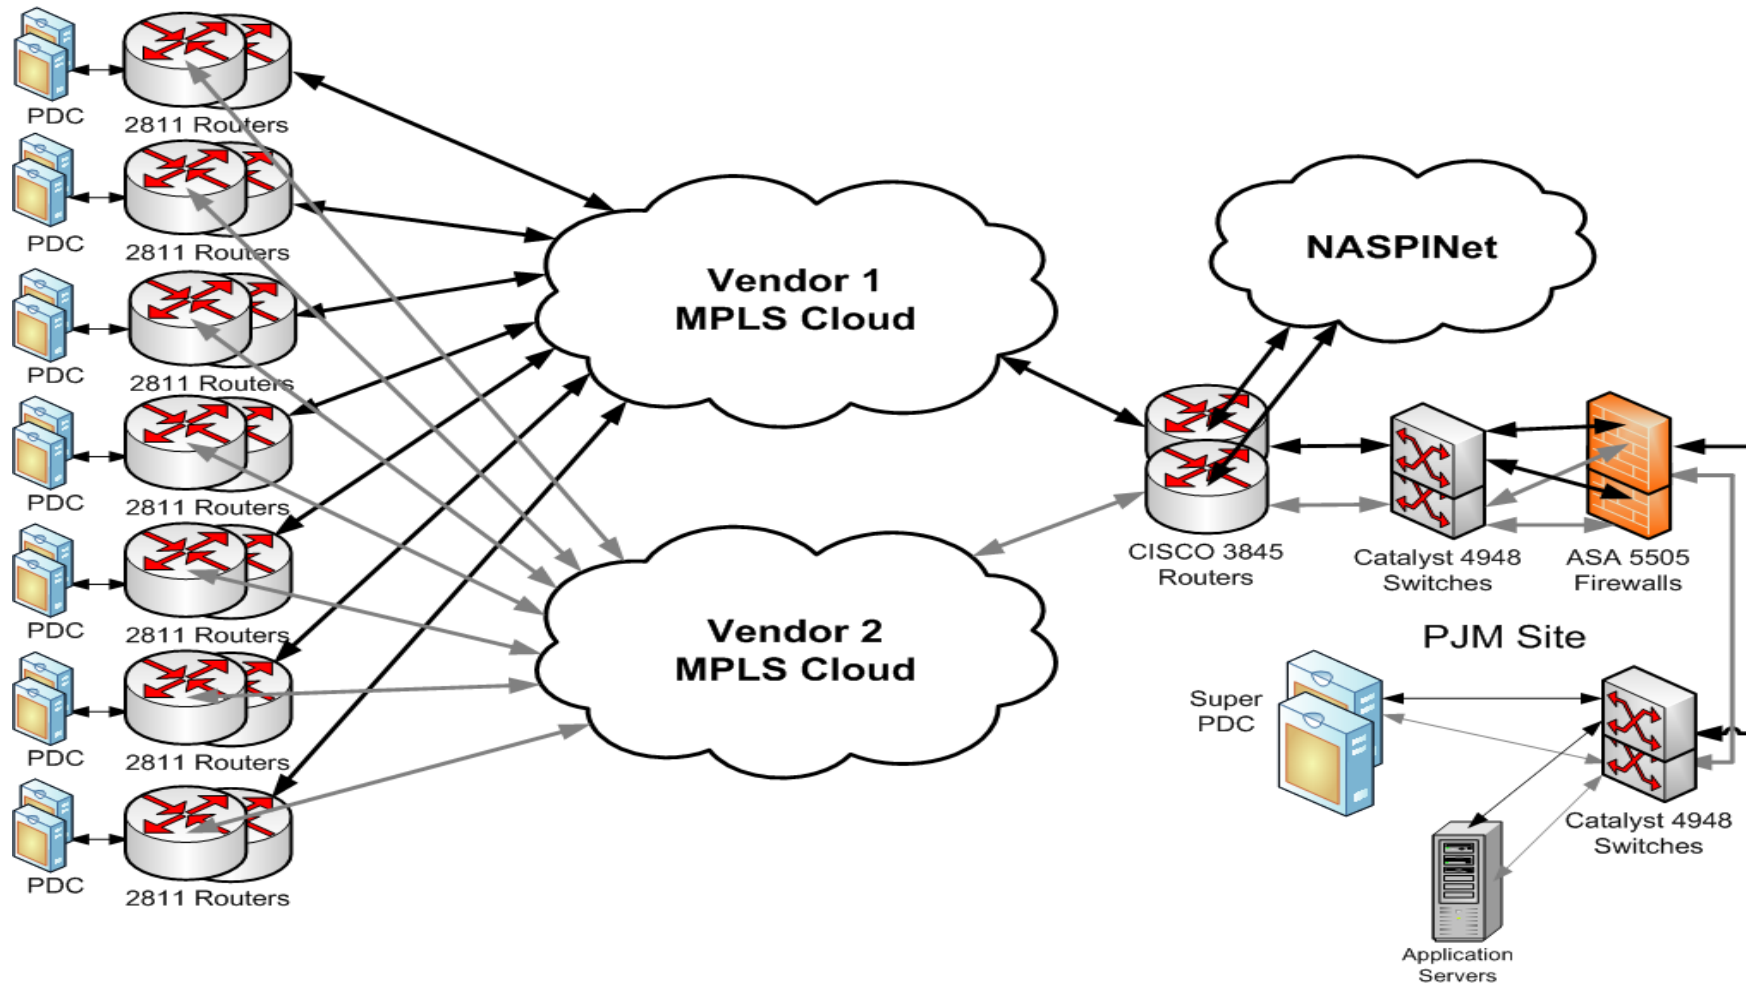 PDC
2811 Routers
PDC
2811 Routers
PDC
2811 Routers
PDC
2811 Routers
PDC
2811 Routers
PDC
2811 Routers
PDC
2811 Routers
Vendor 1
MPLS Cloud
Vendor 2
MPLS Cloud
NASPINet
CISCO 3845
Routers
Catalyst 4948
Switches
ASA 5505
Firewalls
PJM Site
Super
PDC
Catalyst 4948
Switches
Application
Servers